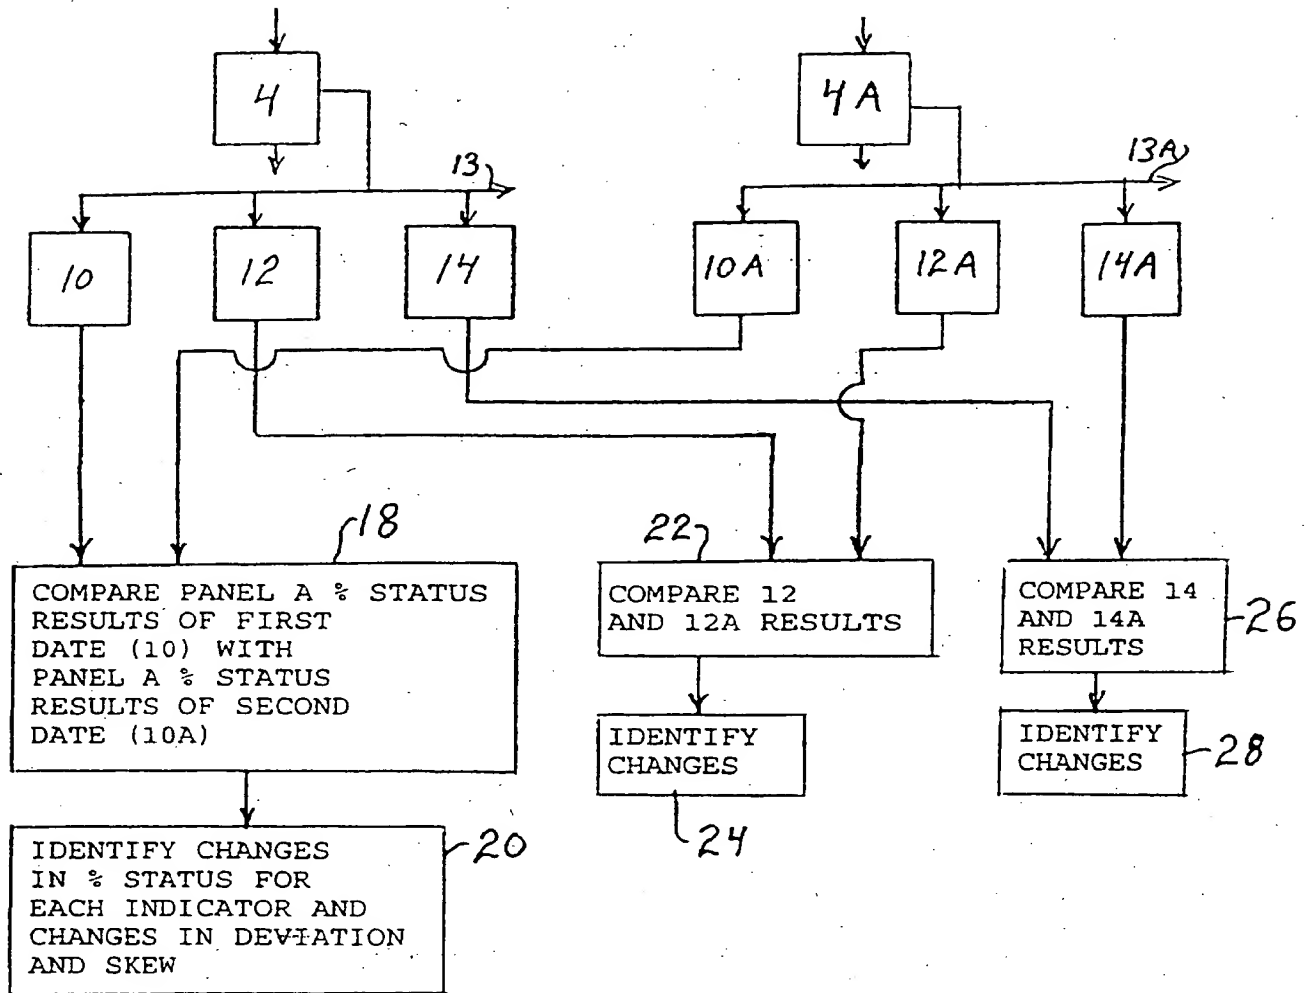 4
4A
13
13A
10
12
14
10A
12A
14A
18
22
COMPARE PANEL A % STATUS
RESULTS OF FIRST
DATE (10) WITH
PANEL A % STATUS
RESULTS OF SECOND
DATE (10A)
COMPARE 12
AND 12A RESULTS
COMPARE 14
AND 14A
RESULTS
26
IDENTIFY
CHANGES
24
IDENTIFY
CHANGES
28
IDENTIFY CHANGES
IN % STATUS FOR
EACH INDICATOR AND
CHANGES IN DEVIATION
AND SKEW
20